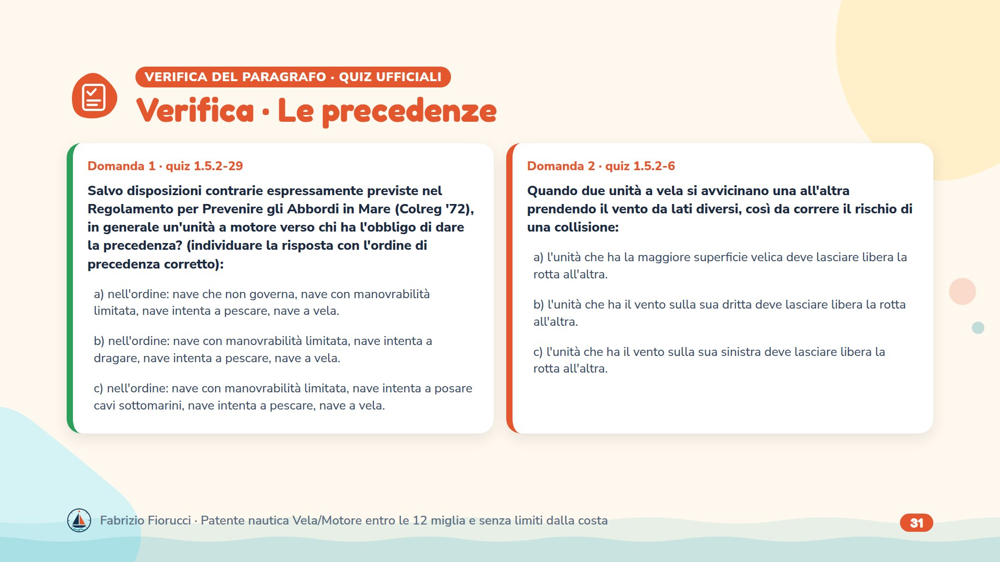 VERIFICA DEL PARAGRAFO · QUIZ UFFICIALI
Verifica · Le precedenze
Domanda 1 · quiz 1.5.2-29
Salvo disposizioni contrarie espressamente previste nel
Regolamento per Prevenire gli Abbordi in Mare (Colreg '72),
in generale un'unità a motore verso chi ha l'obbligo di dare
la precedenza? (individuare la risposta con l'ordine di
precedenza corretto):
a) nell'ordine: nave che non governa, nave con manovrabilità
limitata, nave intenta a pescare, nave a vela.
b) nell'ordine: nave con manovrabilità limitata, nave intenta a
dragare, nave intenta a pescare, nave a vela.
c) nell'ordine: nave con manovrabilità limitata, nave intenta a posare
cavi sottomarini, nave intenta a pescare, nave a vela.
Domanda 2 · quiz 1.5.2-6
Quando due unità a vela si avvicinano una all'altra
prendendo il vento da lati diversi, così da correre il rischio di
una collisione:
a) l'unità che ha la maggiore superficie velica deve lasciare libera la
rotta all'altra.
b) l'unità che ha il vento sulla sua dritta deve lasciare libera la rotta
all'altra.
c) l'unità che ha il vento sulla sua sinistra deve lasciare libera la
rotta all'altra.
Fabrizio Fiorucci · Patente nautica Vela/Motore entro le 12 miglia e senza limiti dalla costa
31